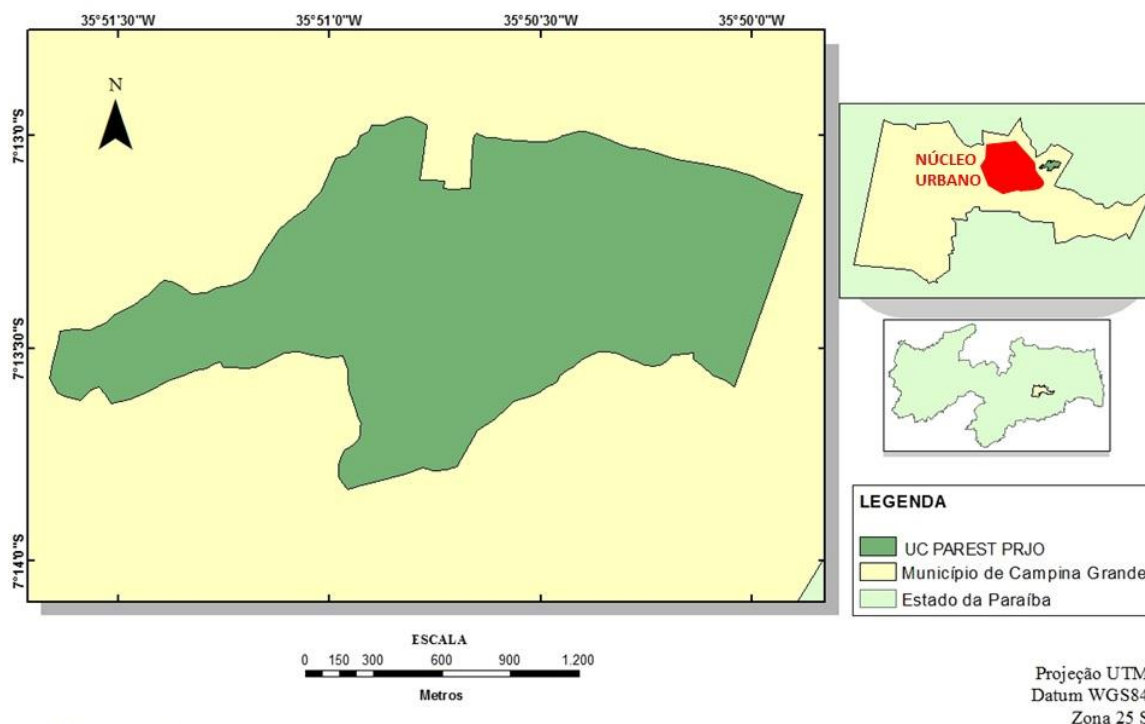 35°51'30"W 35°51'0"W 35°50'30"W 35°50'0"W
N
7°13'0"S
7°13'30"S
7°14'0"S
NÚCLEO
URBANO
LEGENDA
UC PAREST PRJO
Município de Campina Grande
Estado da Paraíba
ESCALA
0 150 300 600 900 1.200
Metros
Projeção UTM
Datum WGS84
Zona 25 S